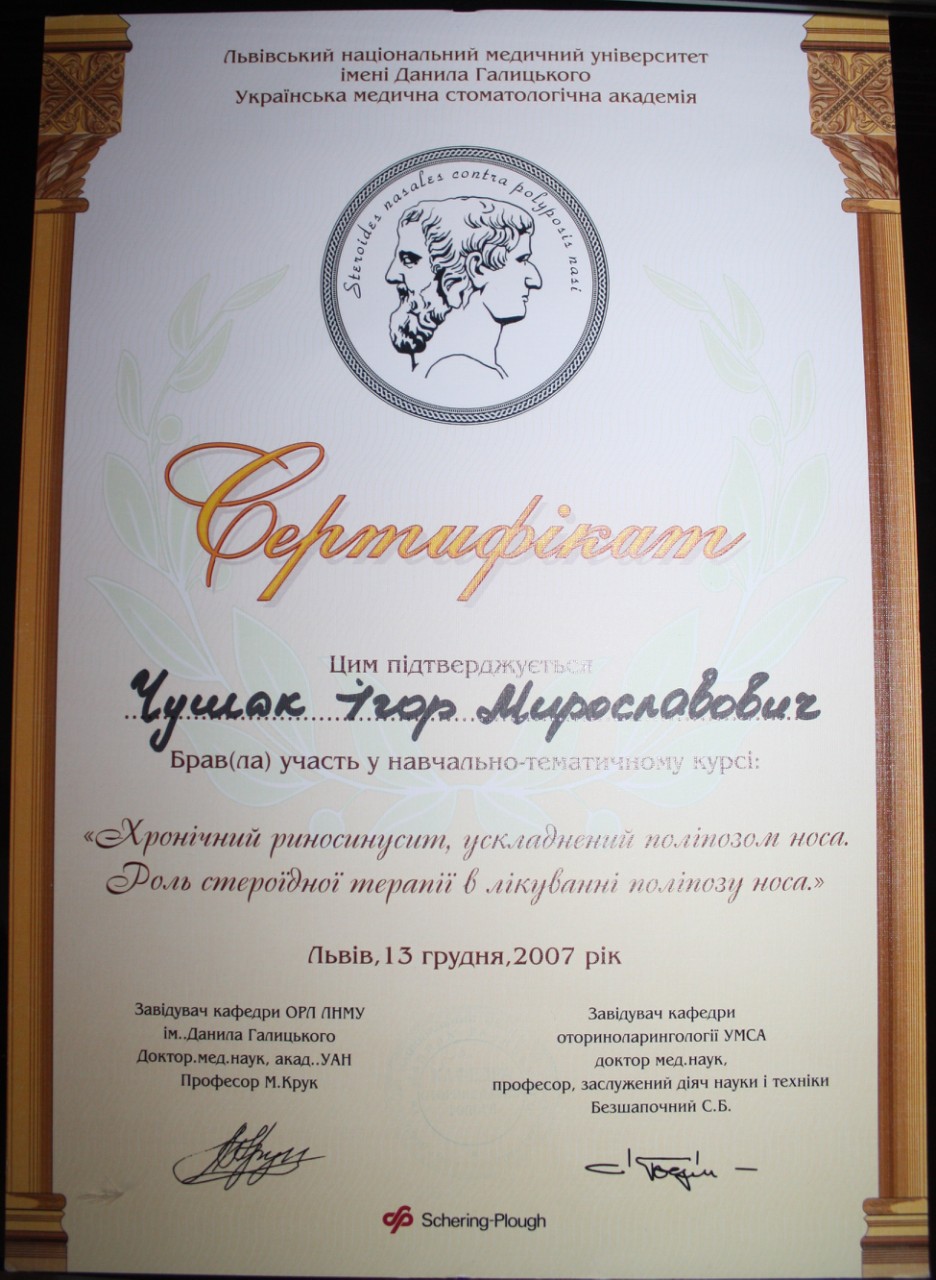 Львівський національний медичний університет
імені Данила Галицького
Українська медична стоматологічна академія
Steroides nasales contra polyposis nasi
Сертифікат
Цим підтверджується
Чушак Ігор Мирославович
Брав(ла) участь у навчально-тематичному курсі:
«Хронічний риносинусит, ускладнений поліпозом носа.
Роль стероїдної терапії в лікуванні поліпозу носа.»
Львів,13 грудня,2007 рік
Завідувач кафедри ОРЛ ЛНМУ
ім..Данила Галицького
Доктор.мед.наук, акад..УАН
Професор М.Крук
Завідувач кафедри
оториноларингології УМСА
доктор мед.наук,
професор, заслужений діяч науки і техніки
Безшапочний С.Б.
Schering-Plough